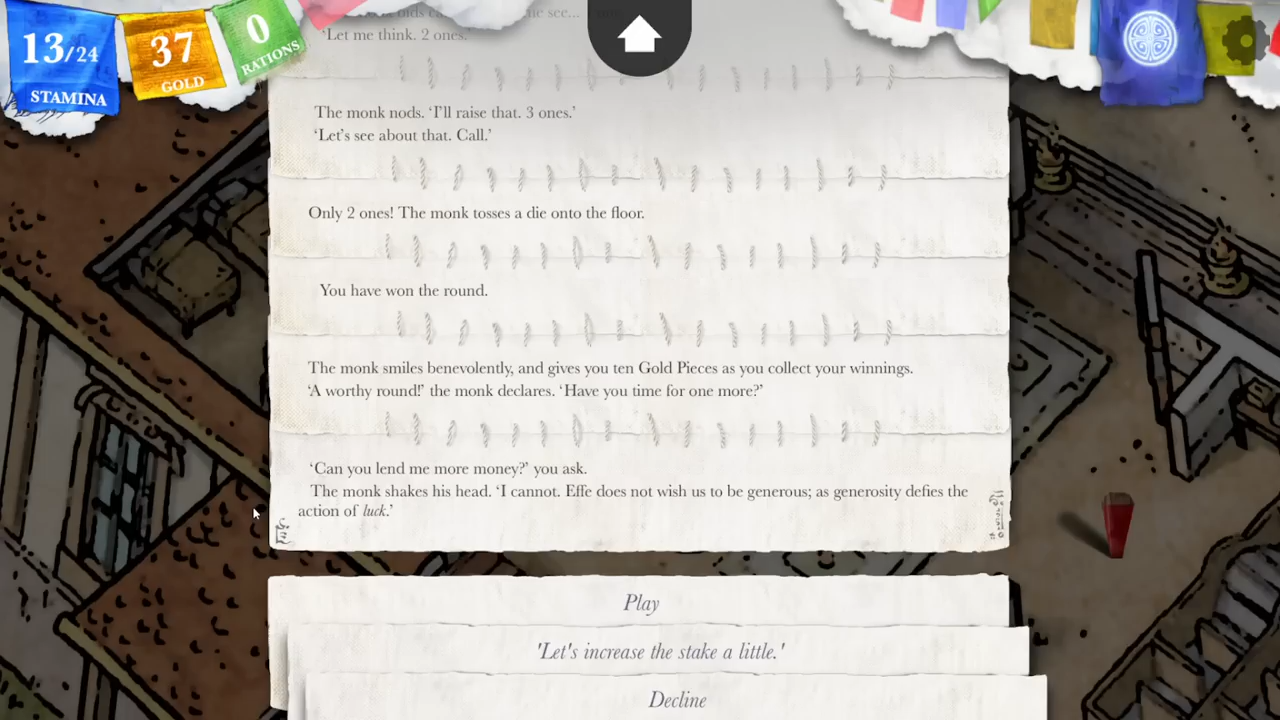 13/24
STAMINA
37
GOLD
0
RATIONS
'Let me think. 2 ones.'
The monk nods. 'I'll raise that. 3 ones.'
'Let's see about that. Call.'
Only 2 ones! The monk tosses a die onto the floor.
You have won the round.
The monk smiles benevolently, and gives you ten Gold Pieces as you collect your winnings.
'A worthy round!' the monk declares. 'Have you time for one more?'
'Can you lend me more money?' you ask.
The monk shakes his head. 'I cannot. Effe does not wish us to be generous; as generosity defies the
action of luck.'
Play
'Let's increase the stake a little.'
Decline